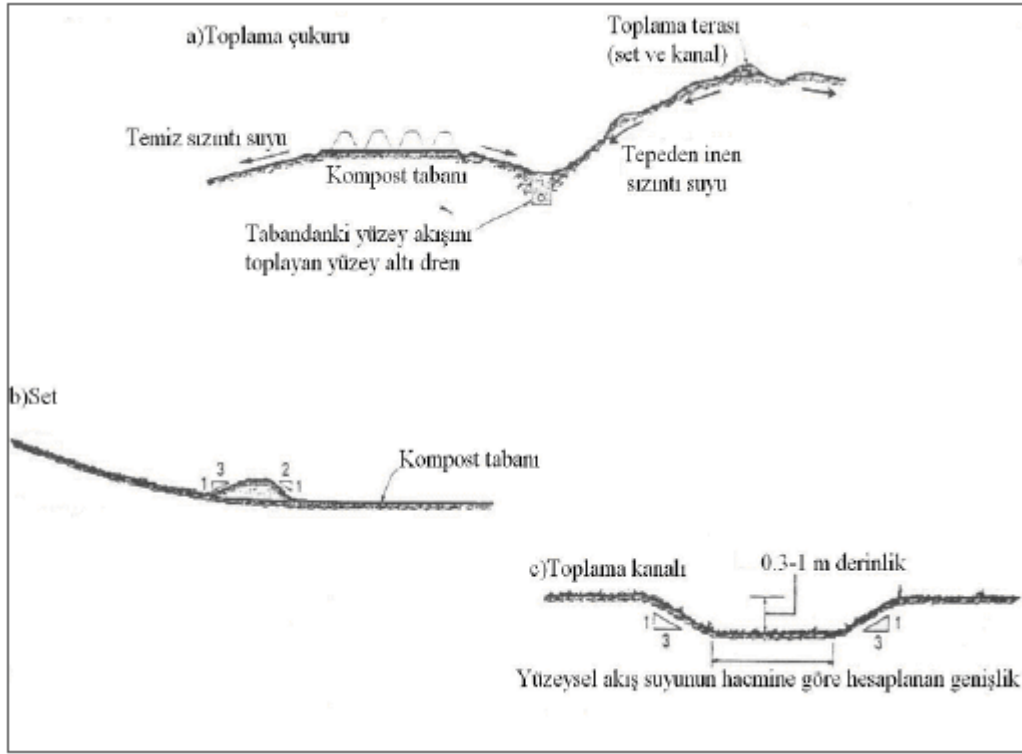 a)Toplama çukuru
Toplama terası
(set ve kanal)
Temiz sızıntı suyu
Kompost tabanı
Tepeden inen
sızıntı suyu
Tabandanki yüzey akışını
toplayan yüzey altı dren
b)Set
3
1
2
1
Kompost tabanı
c)Toplama kanalı
0.3-1 m derinlik
1
3
1
3
Yüzeysel akış suyunun hacmine göre hesaplanan genişlik